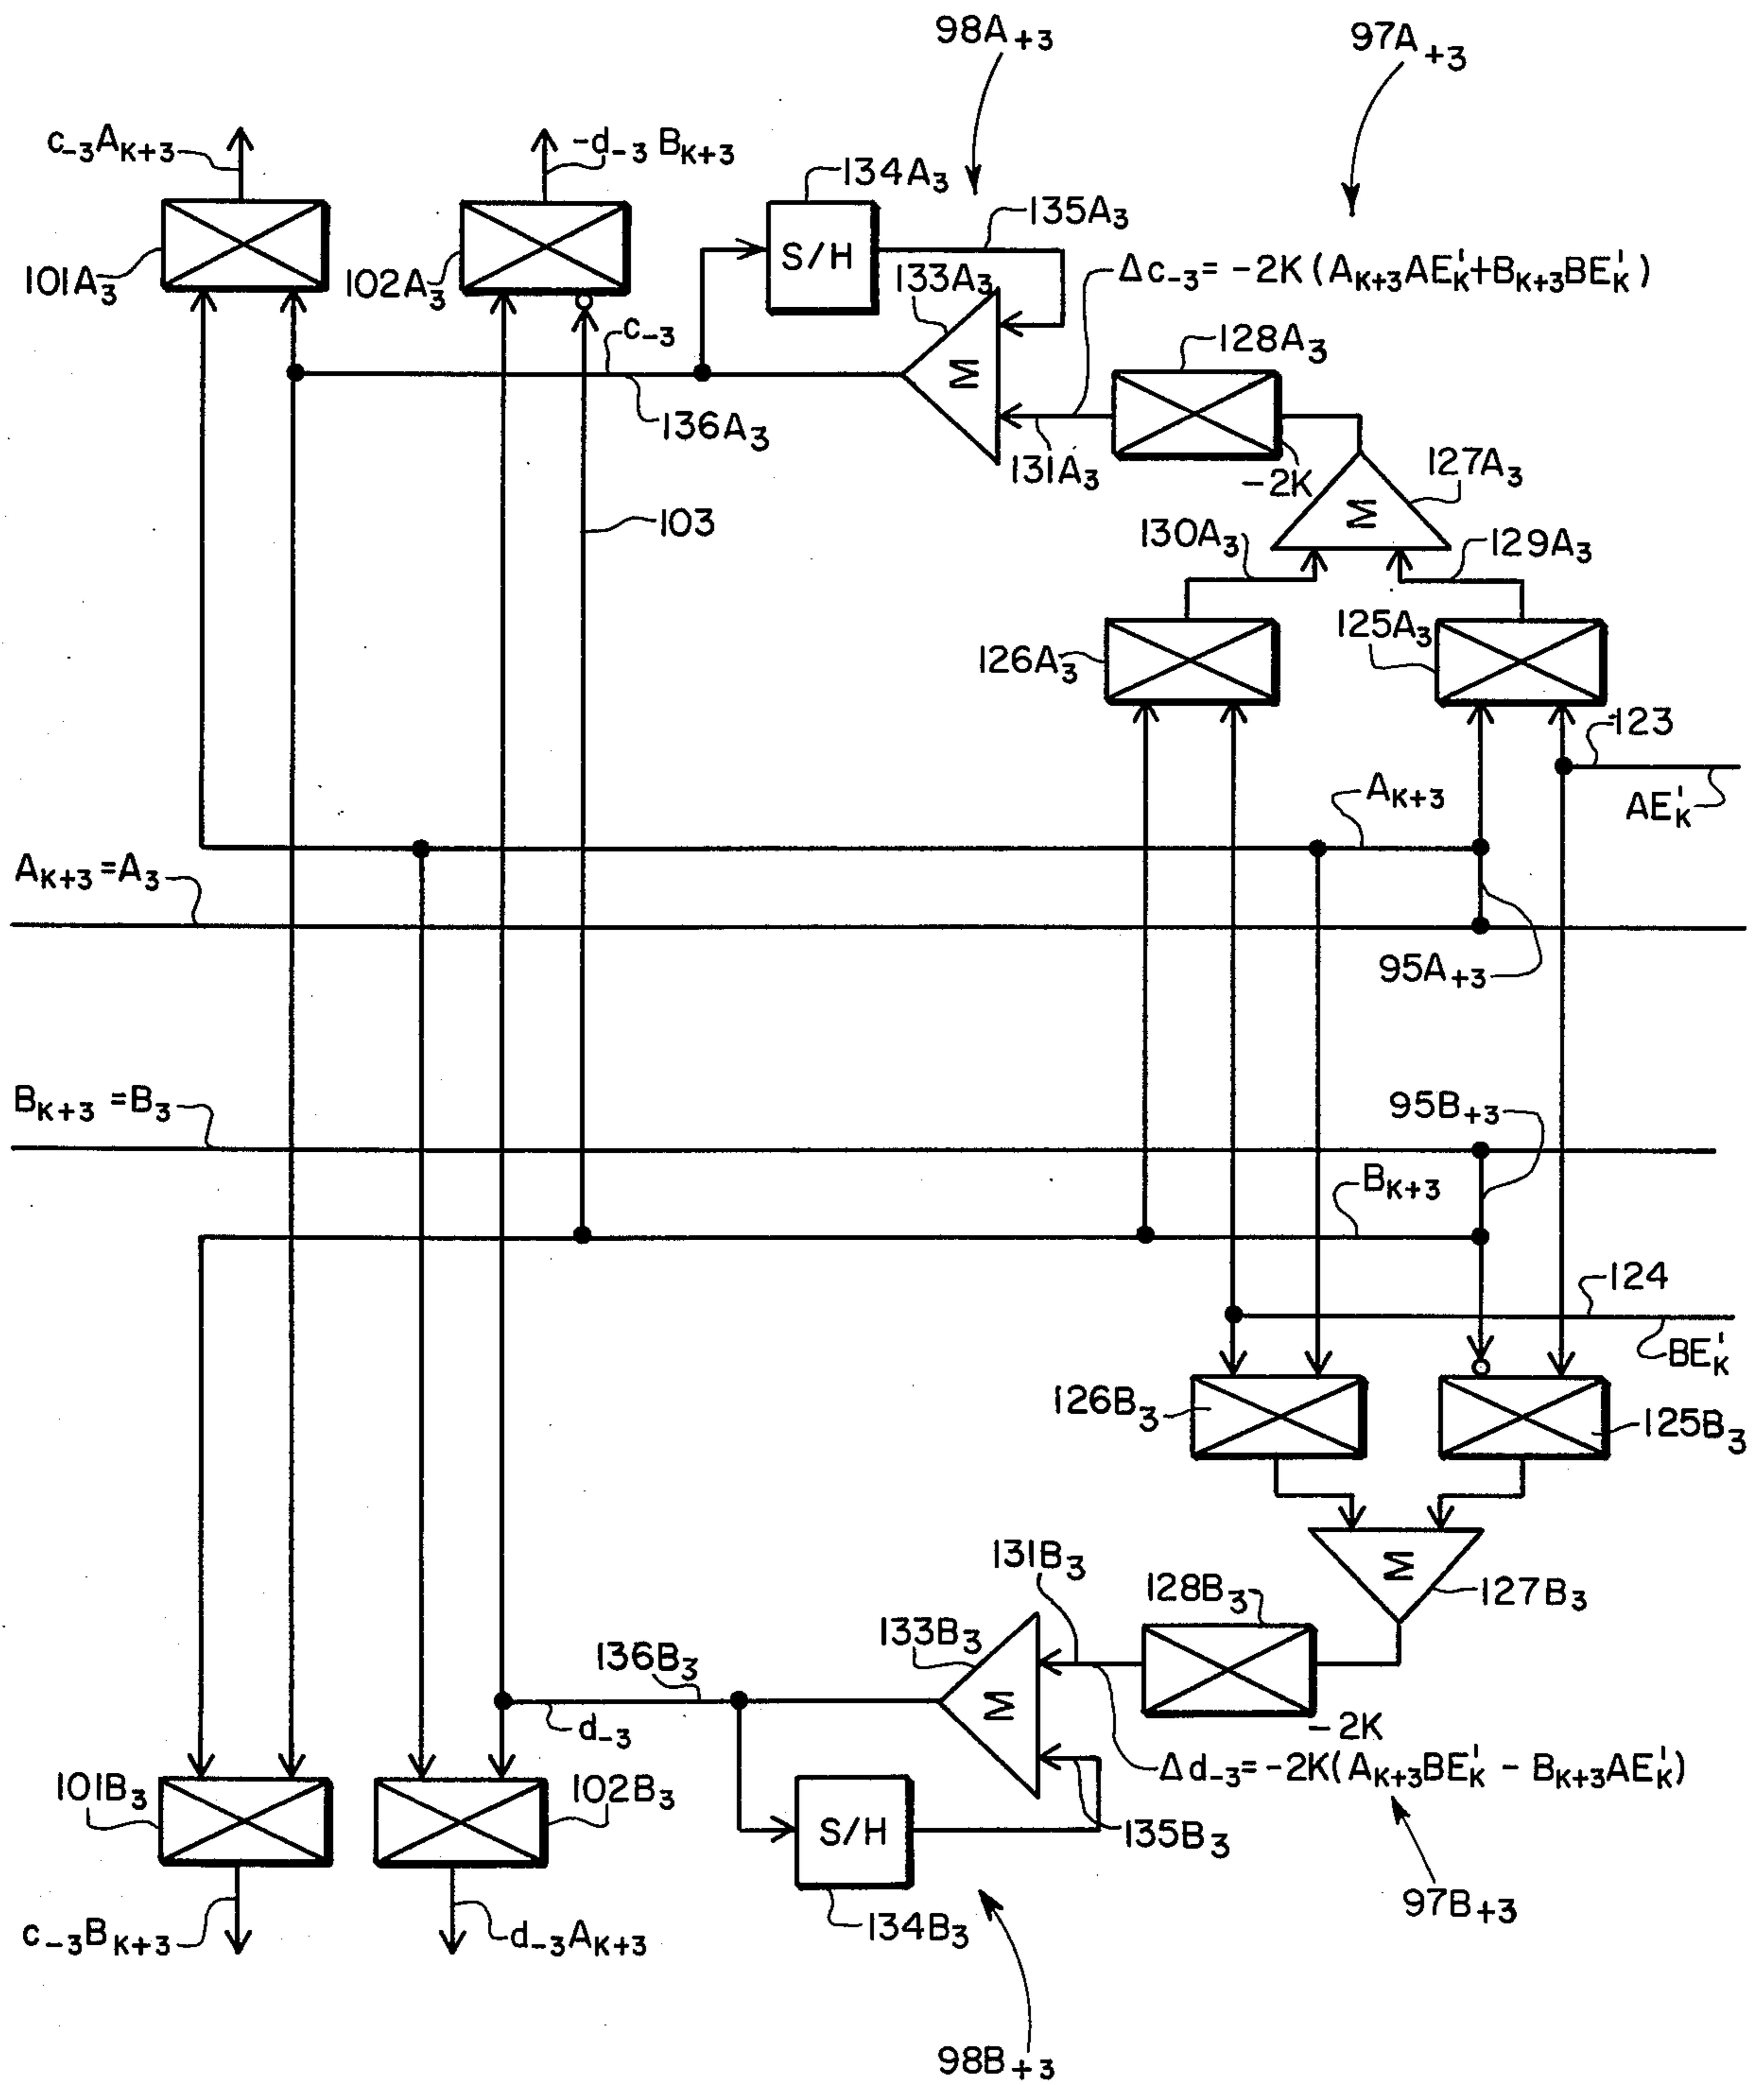 98A+3
97A+3
c-3AK+3
-d-3 BK+3
134A3
135A3
S/H
133A3
Δc-3= -2K (AK+3AE'K+BK+3BE'K)
101A3
102A3
c-3
128A3
Σ
136A3
131A3
-2K
127A3
Σ
103
130A3
129A3
126A3
125A3
123
AK+3
AE'K
AK+3=A3
95A+3
BK+3=B3
95B+3
BK+3
124
BE'K
126B3
125B3
Σ
131B3
128B3
127B3
136B3
133B3
Σ
d-3
-2K
Δd-3=-2K(AK+3BE'K - BK+3AE'K)
101B3
102B3
S/H
135B3
97B+3
c-3BK+3
d-3AK+3
134B3
98B+3